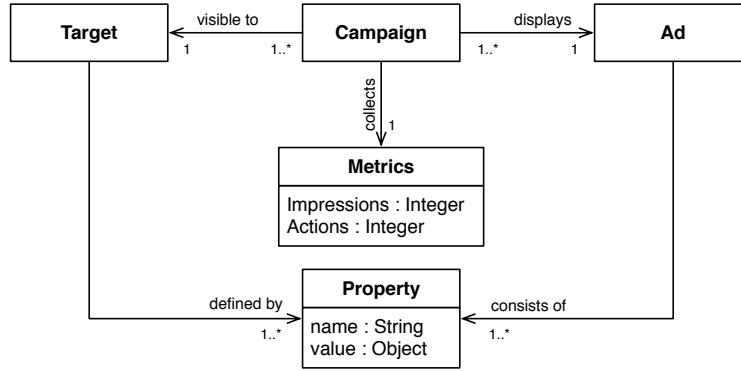 Target
visible to
1
1..*
Campaign
displays
1..*
1
Ad
collects
1
Metrics
Impressions : Integer
Actions : Integer
defined by
1..*
Property
name : String
value : Object
consists of
1..*